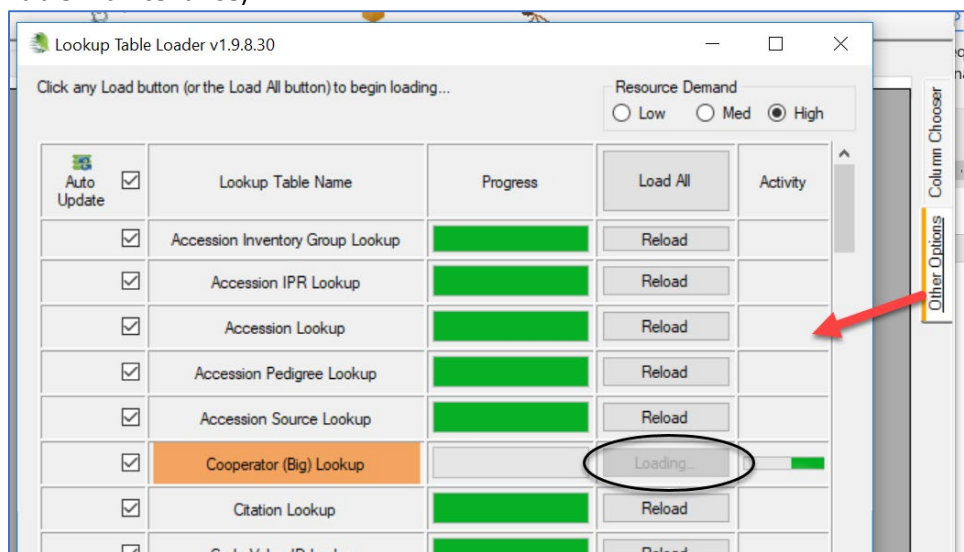 Lookup Table Loader v1.9.8.30
Click any Load button (or the Load All button) to begin loading...
Resource Demand
Low Med High
Auto Update
Lookup Table Name
Progress
Load All
Activity
Accession Inventory Group Lookup
Reload
Accession IPR Lookup
Reload
Accession Lookup
Reload
Accession Pedigree Lookup
Reload
Accession Source Lookup
Reload
Cooperator (Big) Lookup
Loading...
Citation Lookup
Reload
Column Chooser
Other Options